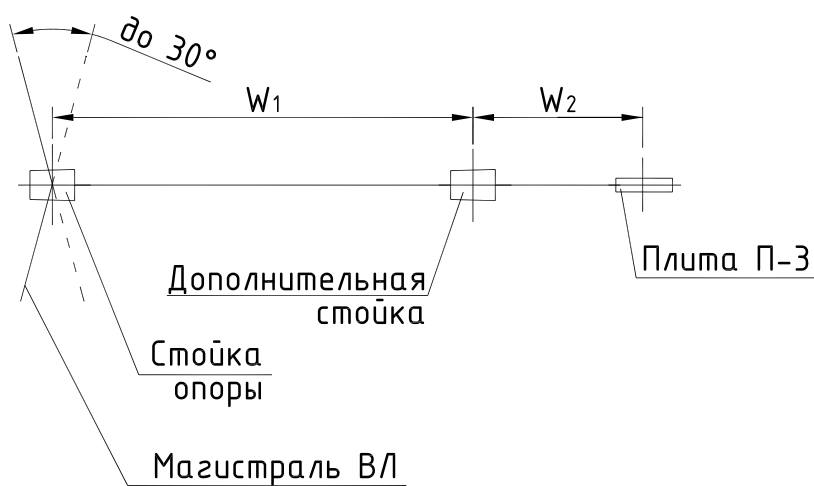 до 30°
W1
W2
Плита П-3
Дополнительная
стойка
Стойка
опоры
Магистраль ВЛ